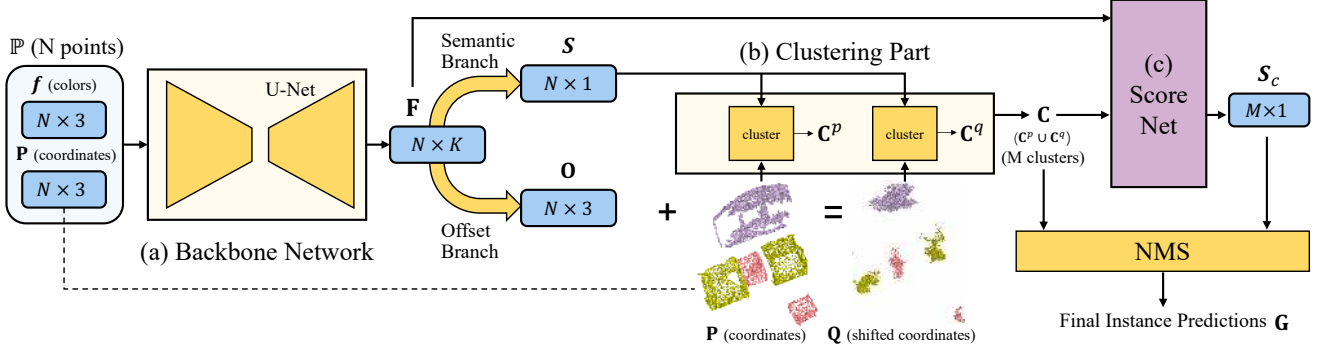 ℙ (N points)
f (colors)
N × 3
P (coordinates)
N × 3
U-Net
(a) Backbone Network
F
N × K
Semantic
Branch
S
N × 1
O
N × 3
Offset
Branch
(b) Clustering Part
cluster
C^p
cluster
C^q
+
=
P (coordinates)
Q (shifted coordinates)
C
(C^p ∪ C^q)
(M clusters)
(c)
Score
Net
S_c
M×1
NMS
Final Instance Predictions G